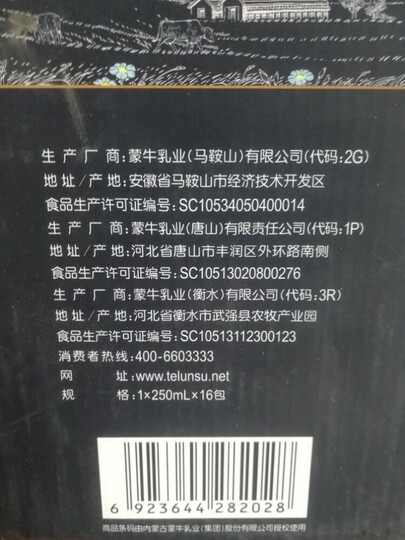 生产厂商:蒙牛乳业(马鞍山)有限公司(代码:2G)
地址/产地:安徽省马鞍山市经济技术开发区
食品生产许可证编号:SC10534050400014
生产厂商:蒙牛乳业(唐山)有限责任公司(代码:1P)
地址/产地:河北省唐山市丰润区外环路南侧
食品生产许可证编号:SC10513020800276
生产厂商:蒙牛乳业(衡水)有限公司(代码:3R)
地址/产地:河北省衡水市武强县农牧产业园
食品生产许可证编号:SC10513112300123
消费者热线:400-6603333
网址:www.telunsu.net
规格:1×250mL×16包
6 923644 282028
商品条码由内蒙古蒙牛乳业(集团)股份有限公司授权使用